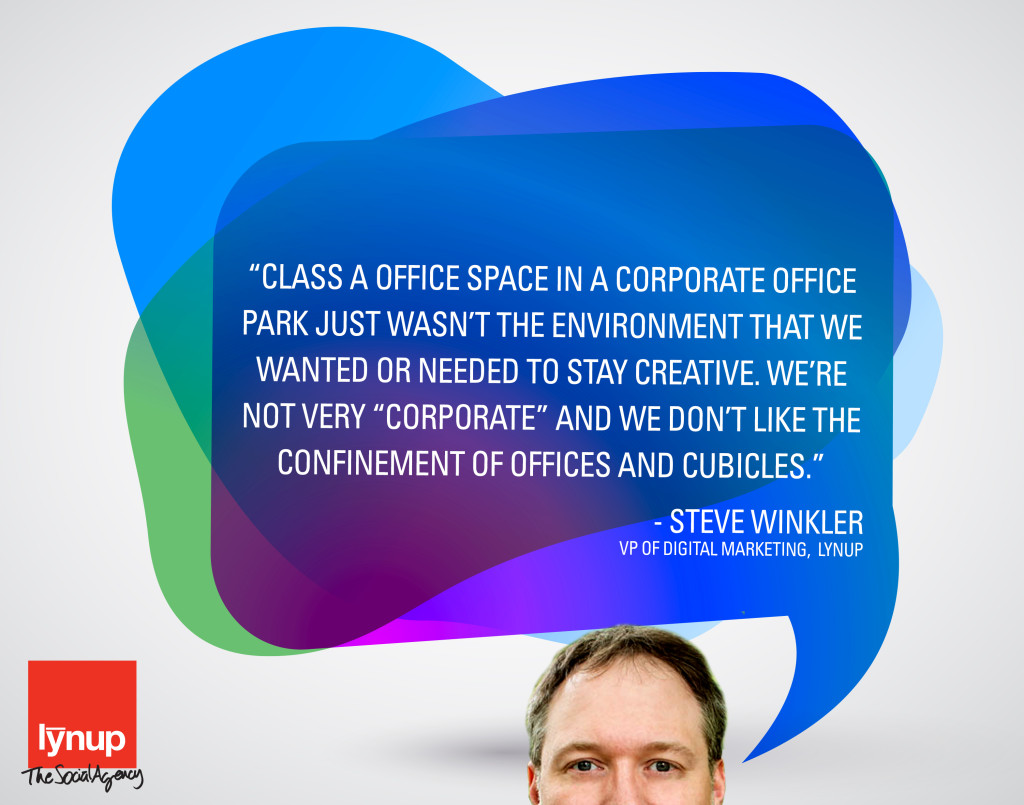 “CLASS A OFFICE SPACE IN A CORPORATE OFFICE
PARK JUST WASN’T THE ENVIRONMENT THAT WE
WANTED OR NEEDED TO STAY CREATIVE. WE’RE
NOT VERY “CORPORATE” AND WE DON’T LIKE THE
CONFINEMENT OF OFFICES AND CUBICLES.”
- STEVE WINKLER
VP OF DIGITAL MARKETING, LYNUP
lȳnup
The Social Agency